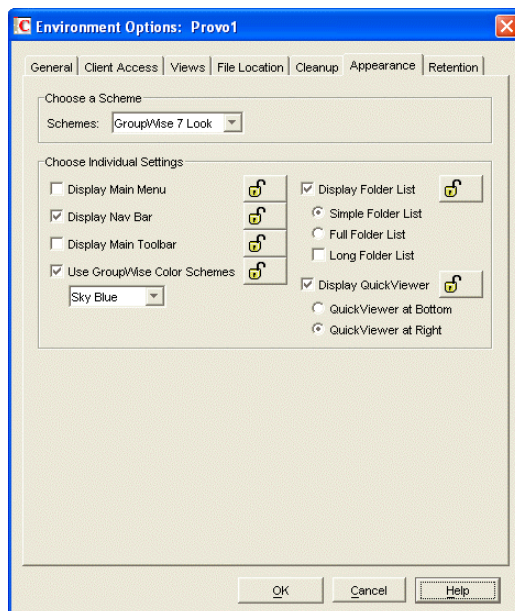 Environment Options: Provo1
General Client Access Views File Location Cleanup Appearance Retention
Choose a Scheme
Schemes: GroupWise 7 Look
Choose Individual Settings
Display Main Menu
Display Nav Bar
Display Main Toolbar
Use GroupWise Color Schemes
Sky Blue
Display Folder List
Simple Folder List
Full Folder List
Long Folder List
Display QuickViewer
QuickViewer at Bottom
QuickViewer at Right
OK Cancel Help